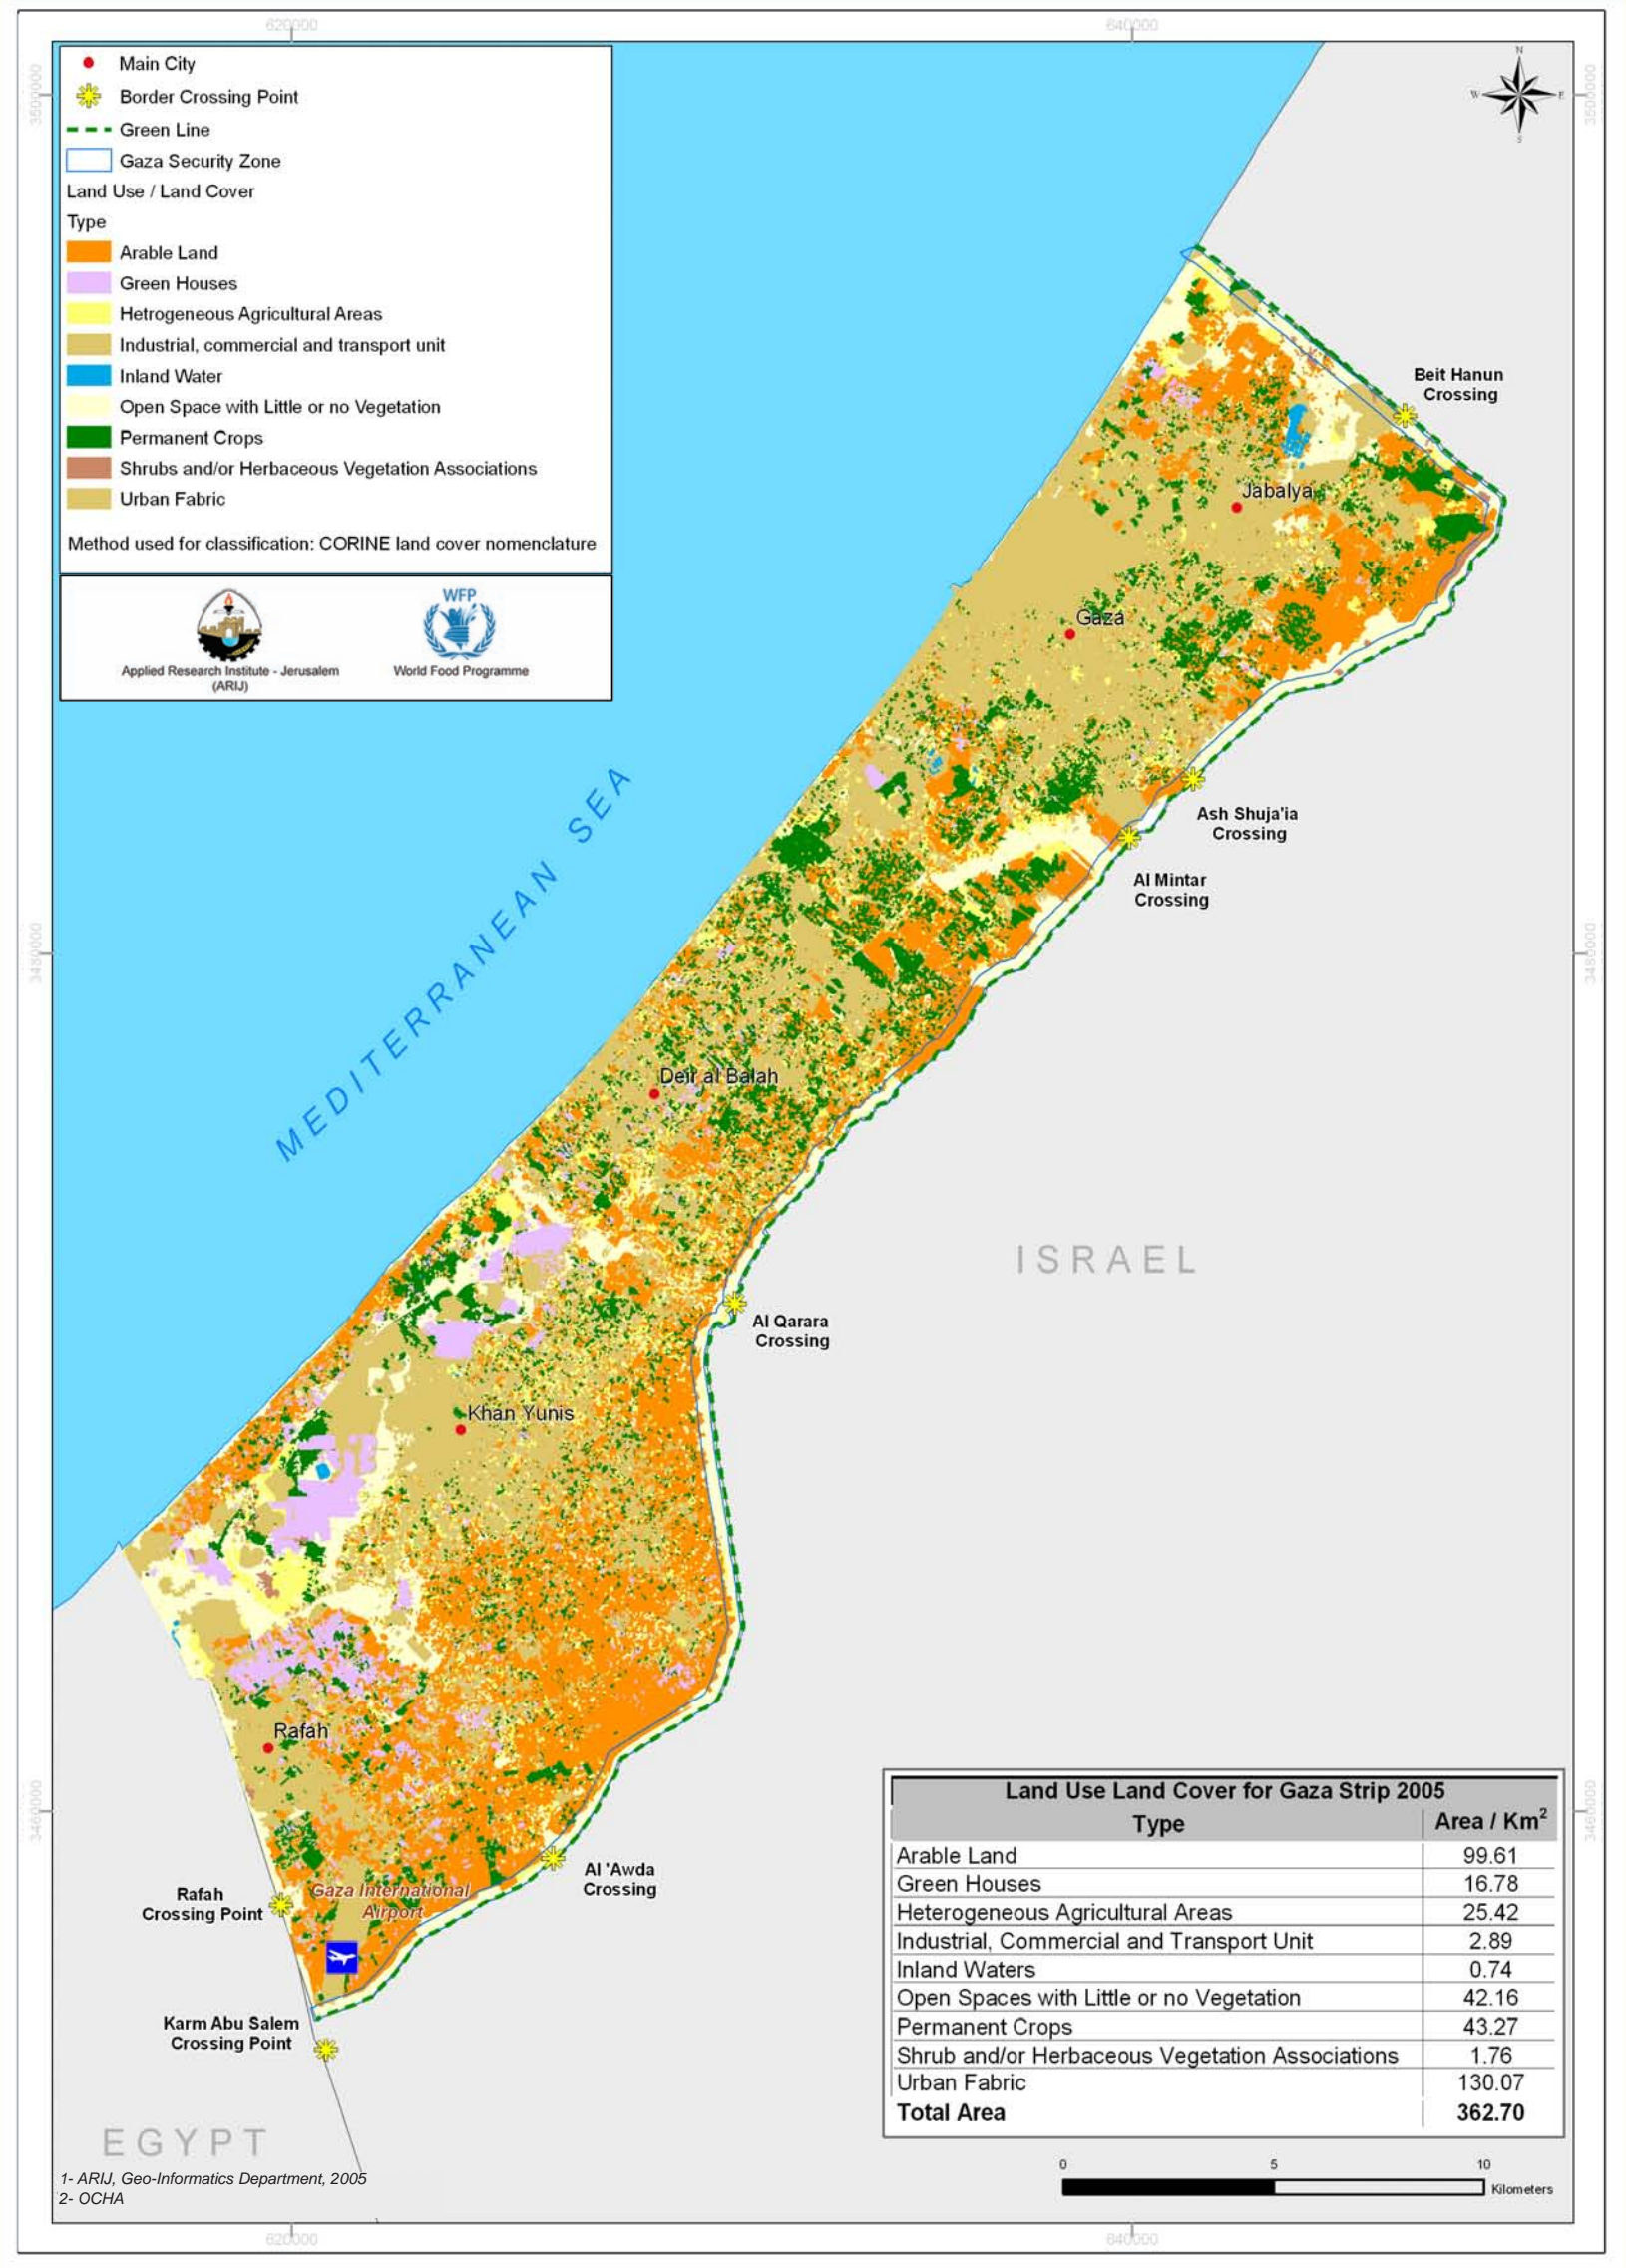 620000
640000
3500000
3500000
N
W
E
S
Main City
Border Crossing Point
Green Line
Gaza Security Zone
Land Use / Land Cover
Type
Arable Land
Green Houses
Hetrogeneous Agricultural Areas
Industrial, commercial and transport unit
Inland Water
Open Space with Little or no Vegetation
Permanent Crops
Shrubs and/or Herbaceous Vegetation Associations
Urban Fabric
Method used for classification: CORINE land cover nomenclature
WFP
Applied Research Institute - Jerusalem
(ARIJ)
World Food Programme
Beit Hanun
Crossing
Jabalya
Gaza
MEDITERRANEAN SEA
Ash Shuja'ia
Crossing
Al Mintar
Crossing
3480000
3480000
Deir al Balah
ISRAEL
Al Qarara
Crossing
Khan Yunis
Rafah
3460000
3460000
Al 'Awda
Crossing
Rafah
Crossing Point
Gaza International
Airport
Karm Abu Salem
Crossing Point
EGYPT
Land Use Land Cover for Gaza Strip 2005
Type Area / Km²
Arable Land 99.61
Green Houses 16.78
Heterogeneous Agricultural Areas 25.42
Industrial, Commercial and Transport Unit 2.89
Inland Waters 0.74
Open Spaces with Little or no Vegetation 42.16
Permanent Crops 43.27
Shrub and/or Herbaceous Vegetation Associations 1.76
Urban Fabric 130.07
Total Area 362.70
0 5 10
Kilometers
1- ARIJ, Geo-Informatics Department, 2005
2- OCHA
620000
640000